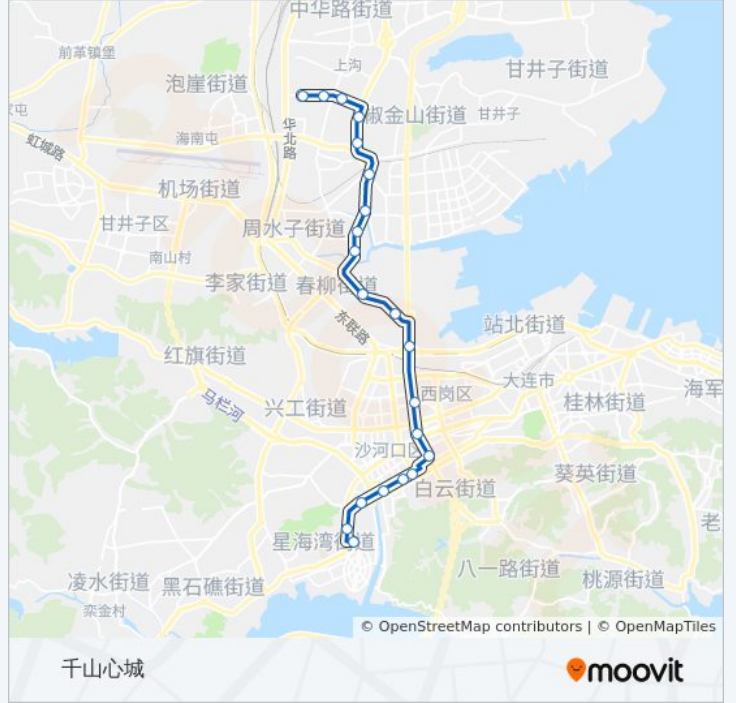 中华路街道
前革镇堡
上沟
甘井子街道
泡崖街道
椒金山街道
甘井子
华北路
海南屯
虹城路
机场街道
甘井子区
周水子街道
南山村
李家街道
春柳街道
东联路
站北街道
红旗街道
大连市
西岗区
海军
马栏河
兴工街道
桂林街道
沙河口区
葵英街道
白云街道
老
星海湾街道
八一路街道
凌水街道
黑石礁街道
桃源街道
栾金村
© OpenStreetMap contributors | © OpenMapTiles
千山心城
moovit